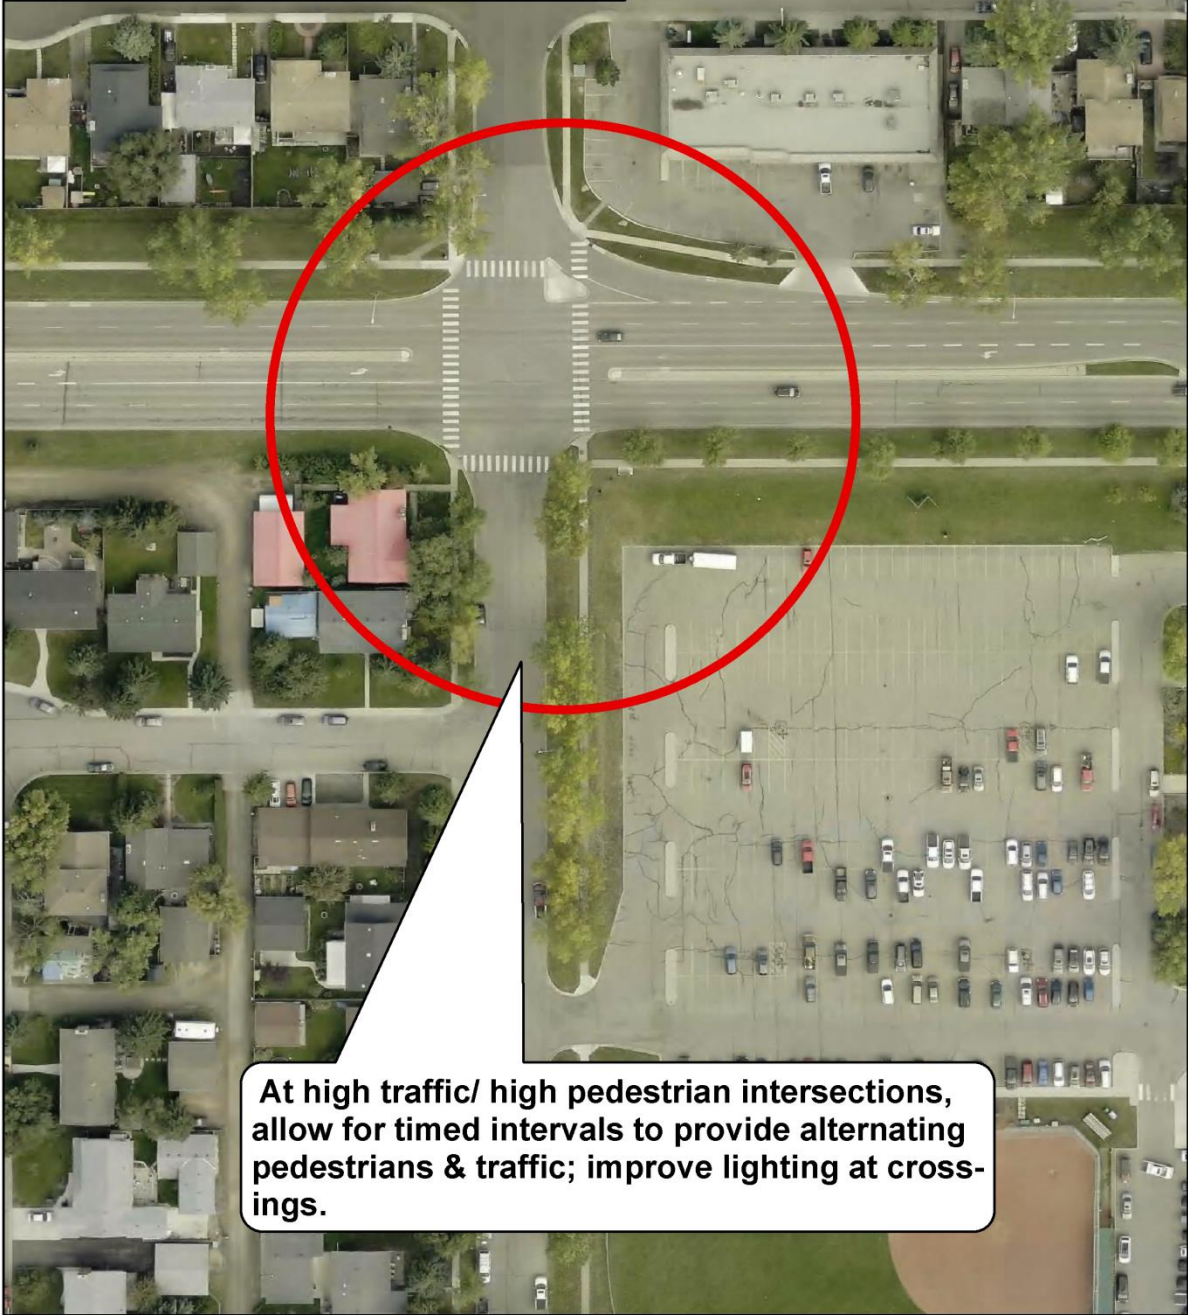 At high traffic/ high pedestrian intersections,
allow for timed intervals to provide alternating
pedestrians & traffic; improve lighting at cross-
ings.